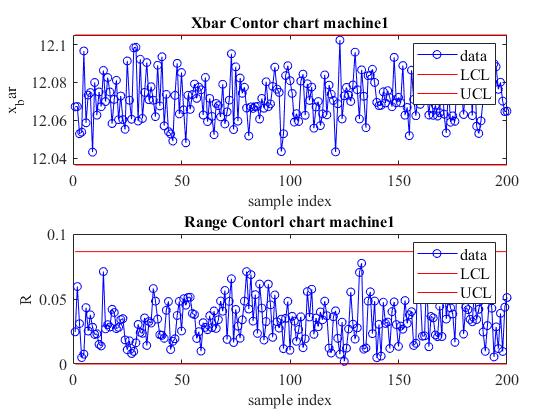 Xbar Contor chart machine1
12.1
12.08
12.06
12.04
x_bar
data
LCL
UCL
0 50 100 150 200
sample index
Range Contorl chart machine1
0.1
0.05
0
R
data
LCL
UCL
0 50 100 150 200
sample index